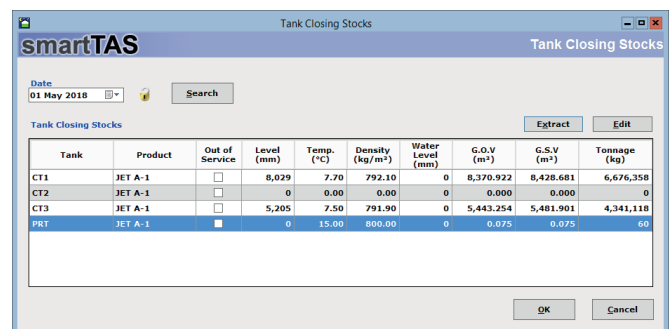 Tank Closing Stocks
smartTAS
Tank Closing Stocks
Date
01 May 2018
Search
Tank Closing Stocks
Extract Edit
Tank Product Out of Service Level (mm) Temp. (°C) Density (kg/m³) Water Level (mm) G.O.V (m³) G.S.V (m³) Tonnage (kg)
CT1 JET A-1 8,029 7.70 792.10 0 8,370.922 8,428.681 6,676,358
CT2 JET A-1 0 0.00 0.00 0 0.000 0.000 0
CT3 JET A-1 5,205 7.50 791.90 0 5,443.254 5,481.901 4,341,118
PRT JET A-1 0 15.00 800.00 0 0.075 0.075 60
OK Cancel